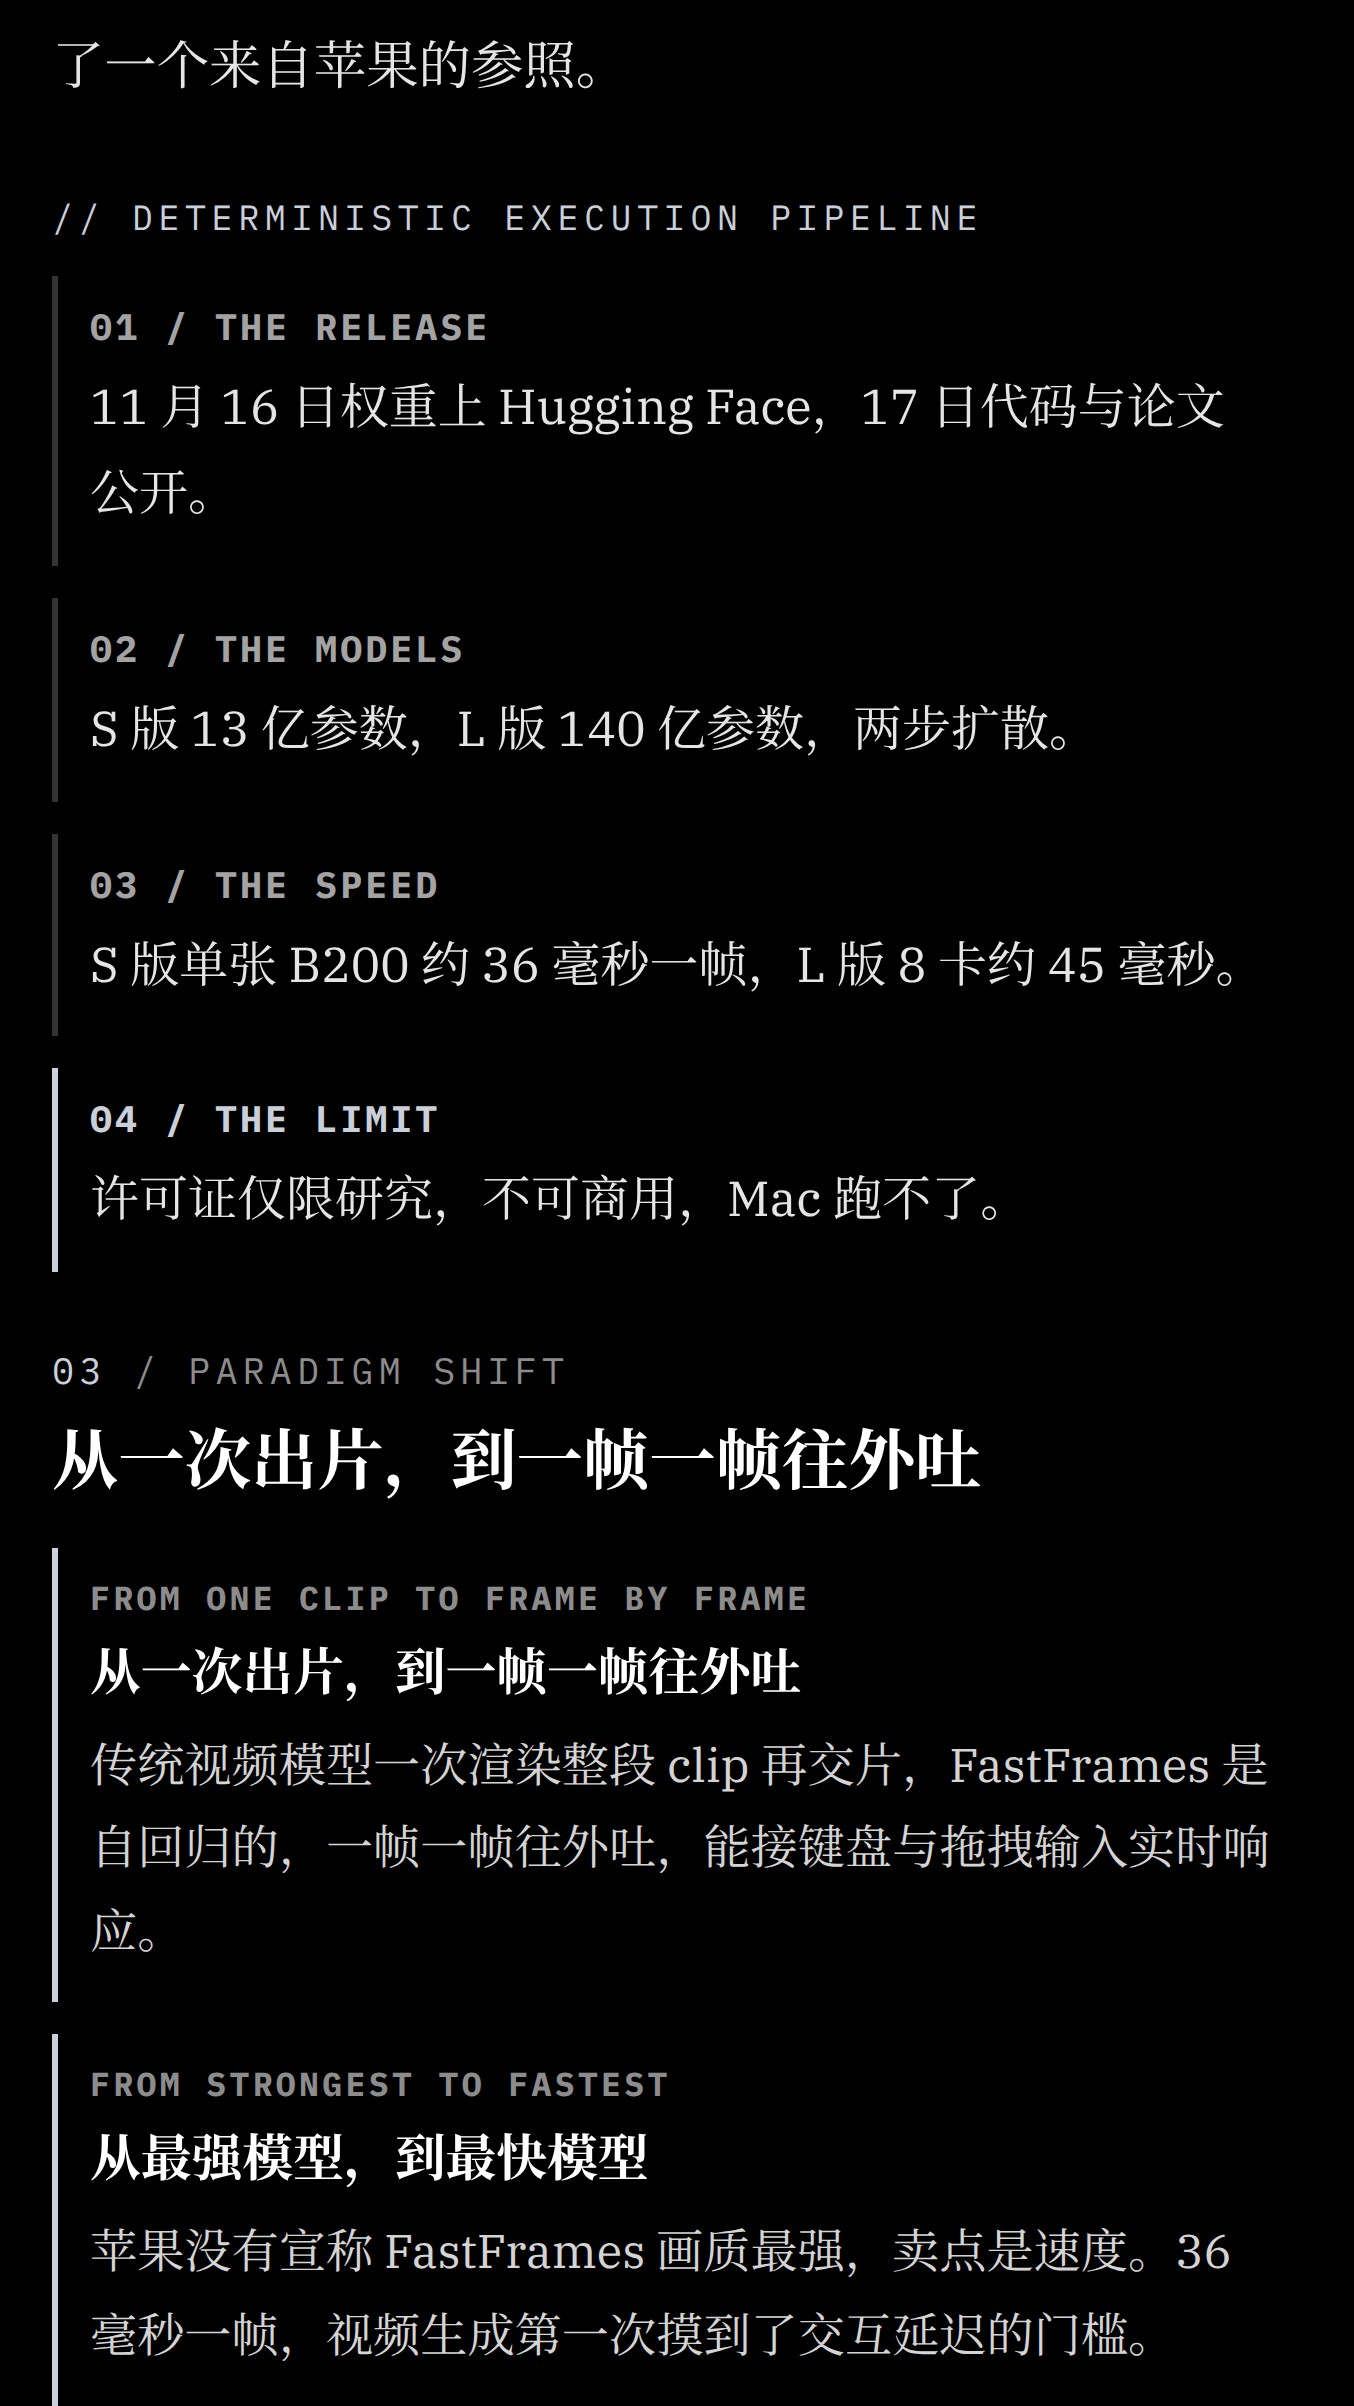 了一个来自苹果的参照。
// DETERMINISTIC EXECUTION PIPELINE
01 / THE RELEASE
11 月 16 日权重上 Hugging Face，17 日代码与论文
公开。
02 / THE MODELS
S 版 13 亿参数，L 版 140 亿参数，两步扩散。
03 / THE SPEED
S 版单张 B200 约 36 毫秒一帧，L 版 8 卡约 45 毫秒。
04 / THE LIMIT
许可证仅限研究，不可商用，Mac 跑不了。
03 / PARADIGM SHIFT
从一次出片，到一帧一帧往外吐
FROM ONE CLIP TO FRAME BY FRAME
从一次出片，到一帧一帧往外吐
传统视频模型一次渲染整段 clip 再交片，FastFrames 是
自回归的，一帧一帧往外吐，能接键盘与拖拽输入实时响
应。
FROM STRONGEST TO FASTEST
从最强模型，到最快模型
苹果没有宣称 FastFrames 画质最强，卖点是速度。36
毫秒一帧，视频生成第一次摸到了交互延迟的门槛。